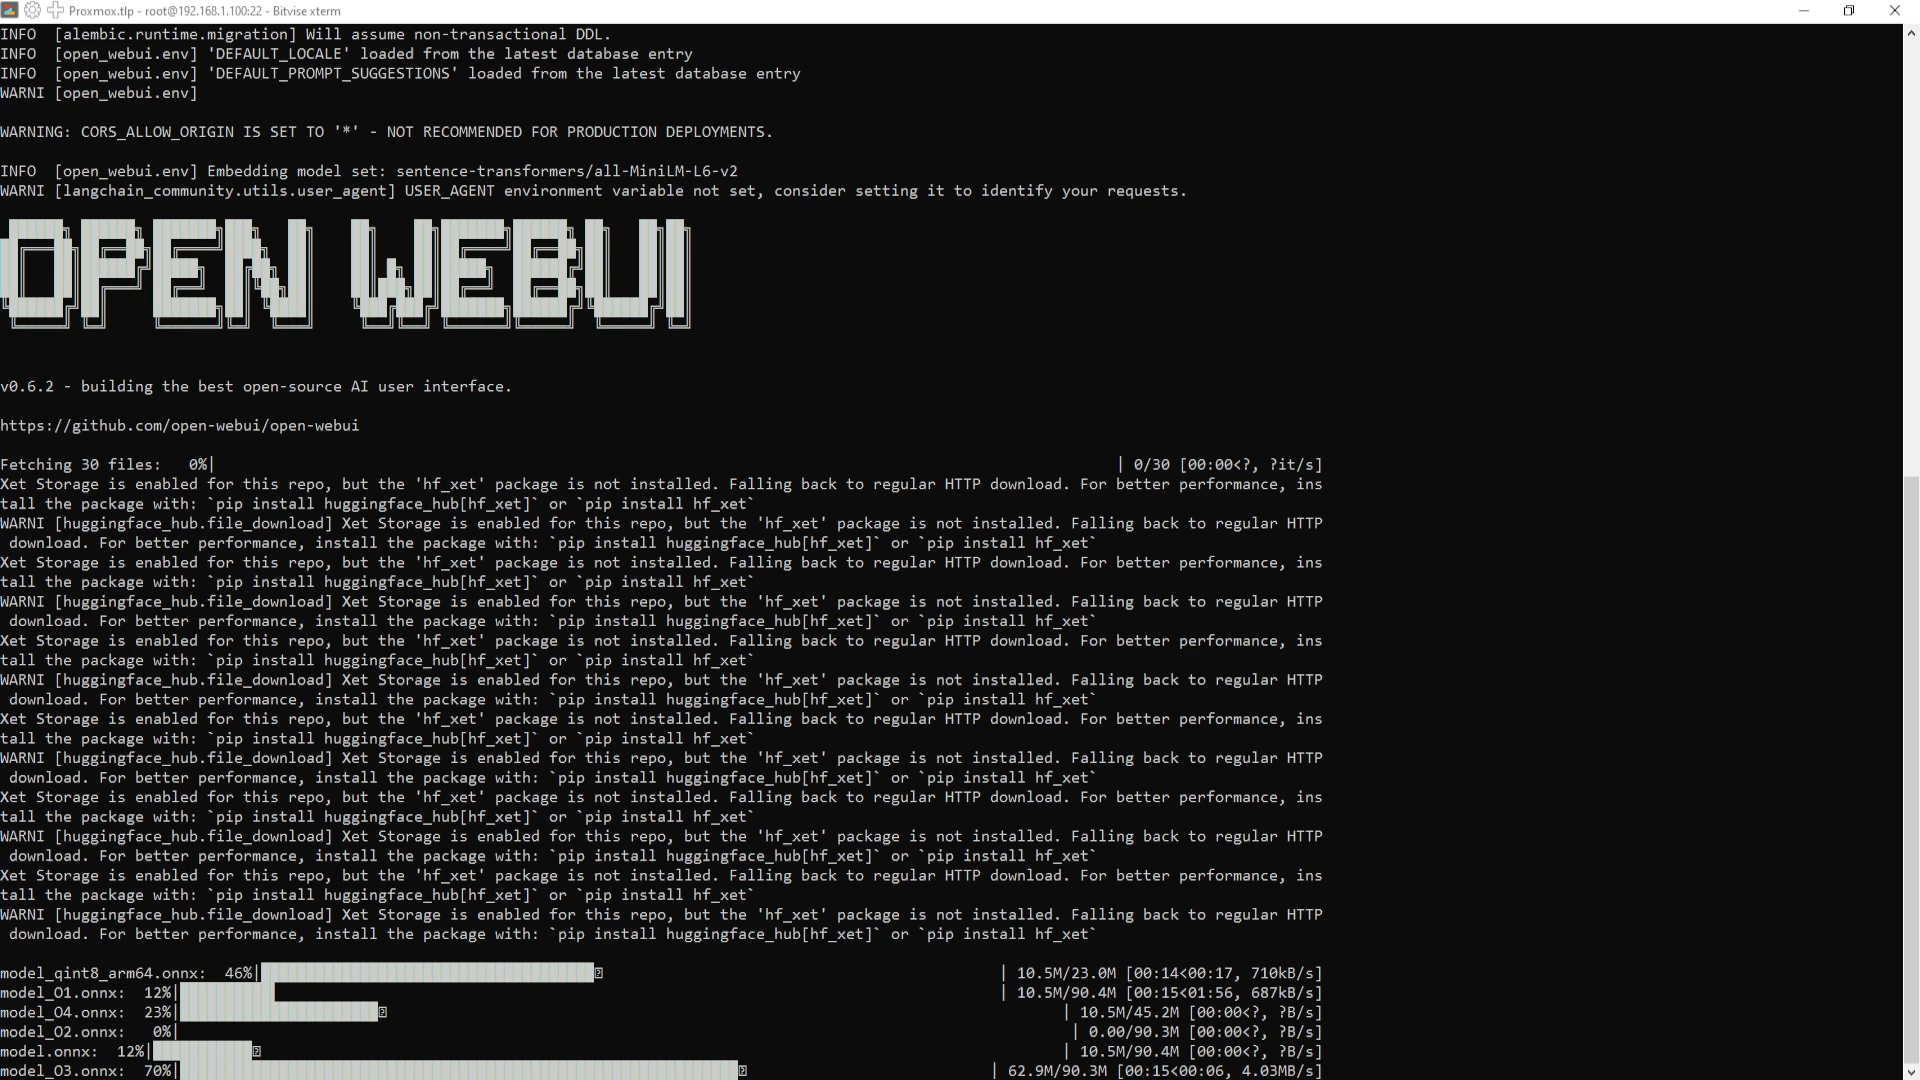 Proxmox.tlp - root@192.168.1.100:22 - Bitvise xterm
INFO  [alembic.runtime.migration] Will assume non-transactional DDL.
INFO  [open_webui.env] 'DEFAULT_LOCALE' loaded from the latest database entry
INFO  [open_webui.env] 'DEFAULT_PROMPT_SUGGESTIONS' loaded from the latest database entry
WARNI [open_webui.env]
WARNING: CORS_ALLOW_ORIGIN IS SET TO '*' - NOT RECOMMENDED FOR PRODUCTION DEPLOYMENTS.
INFO  [open_webui.env] Embedding model set: sentence-transformers/all-MiniLM-L6-v2
WARNI [langchain_community.utils.user_agent] USER_AGENT environment variable not set, consider setting it to identify your requests.
OPEN WEBUI
v0.6.2 - building the best open-source AI user interface.
https://github.com/open-webui/open-webui
Fetching 30 files:   0%| | 0/30 [00:00<?, ?it/s]
Xet Storage is enabled for this repo, but the 'hf_xet' package is not installed. Falling back to regular HTTP download. For better performance, ins
tall the package with: `pip install huggingface_hub[hf_xet]` or `pip install hf_xet`
WARNI [huggingface_hub.file_download] Xet Storage is enabled for this repo, but the 'hf_xet' package is not installed. Falling back to regular HTTP
download. For better performance, install the package with: `pip install huggingface_hub[hf_xet]` or `pip install hf_xet`
Xet Storage is enabled for this repo, but the 'hf_xet' package is not installed. Falling back to regular HTTP download. For better performance, ins
tall the package with: `pip install huggingface_hub[hf_xet]` or `pip install hf_xet`
WARNI [huggingface_hub.file_download] Xet Storage is enabled for this repo, but the 'hf_xet' package is not installed. Falling back to regular HTTP
download. For better performance, install the package with: `pip install huggingface_hub[hf_xet]` or `pip install hf_xet`
Xet Storage is enabled for this repo, but the 'hf_xet' package is not installed. Falling back to regular HTTP download. For better performance, ins
tall the package with: `pip install huggingface_hub[hf_xet]` or `pip install hf_xet`
WARNI [huggingface_hub.file_download] Xet Storage is enabled for this repo, but the 'hf_xet' package is not installed. Falling back to regular HTTP
download. For better performance, install the package with: `pip install huggingface_hub[hf_xet]` or `pip install hf_xet`
Xet Storage is enabled for this repo, but the 'hf_xet' package is not installed. Falling back to regular HTTP download. For better performance, ins
tall the package with: `pip install huggingface_hub[hf_xet]` or `pip install hf_xet`
WARNI [huggingface_hub.file_download] Xet Storage is enabled for this repo, but the 'hf_xet' package is not installed. Falling back to regular HTTP
download. For better performance, install the package with: `pip install huggingface_hub[hf_xet]` or `pip install hf_xet`
Xet Storage is enabled for this repo, but the 'hf_xet' package is not installed. Falling back to regular HTTP download. For better performance, ins
tall the package with: `pip install huggingface_hub[hf_xet]` or `pip install hf_xet`
WARNI [huggingface_hub.file_download] Xet Storage is enabled for this repo, but the 'hf_xet' package is not installed. Falling back to regular HTTP
download. For better performance, install the package with: `pip install huggingface_hub[hf_xet]` or `pip install hf_xet`
Xet Storage is enabled for this repo, but the 'hf_xet' package is not installed. Falling back to regular HTTP download. For better performance, ins
tall the package with: `pip install huggingface_hub[hf_xet]` or `pip install hf_xet`
WARNI [huggingface_hub.file_download] Xet Storage is enabled for this repo, but the 'hf_xet' package is not installed. Falling back to regular HTTP
download. For better performance, install the package with: `pip install huggingface_hub[hf_xet]` or `pip install hf_xet`
model_qint8_arm64.onnx:  46%| | 10.5M/23.0M [00:14<00:17, 710kB/s]
model_O1.onnx:  12%| | 10.5M/90.4M [00:15<01:56, 687kB/s]
model_O4.onnx:  23%| | 10.5M/45.2M [00:00<?, ?B/s]
model_O2.onnx:   0%| | 0.00/90.3M [00:00<?, ?B/s]
model.onnx:  12%| | 10.5M/90.4M [00:00<?, ?B/s]
model_O3.onnx:  70%| | 62.9M/90.3M [00:15<00:06, 4.03MB/s]